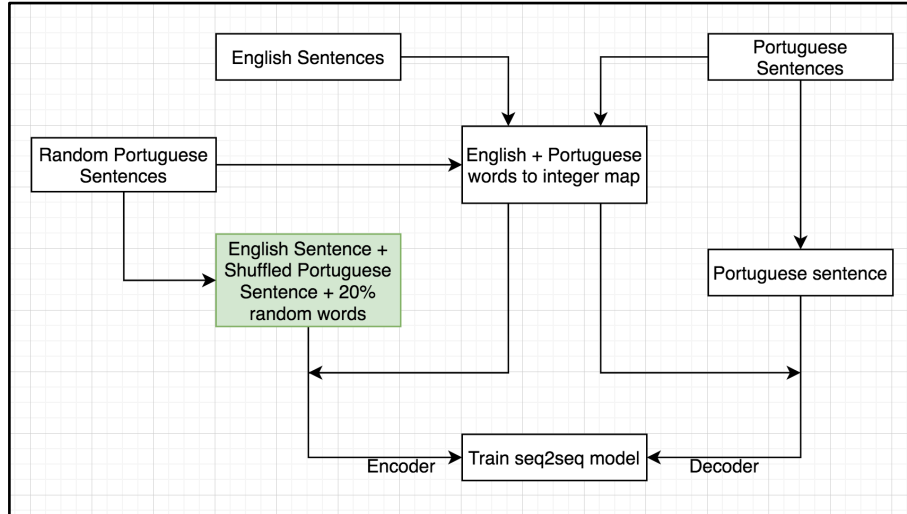 English Sentences
Portuguese
Sentences
Random Portuguese
Sentences
English + Portuguese
words to integer map
English Sentence +
Shuffled Portuguese
Sentence + 20%
random words
Portuguese sentence
Encoder
Train seq2seq model
Decoder